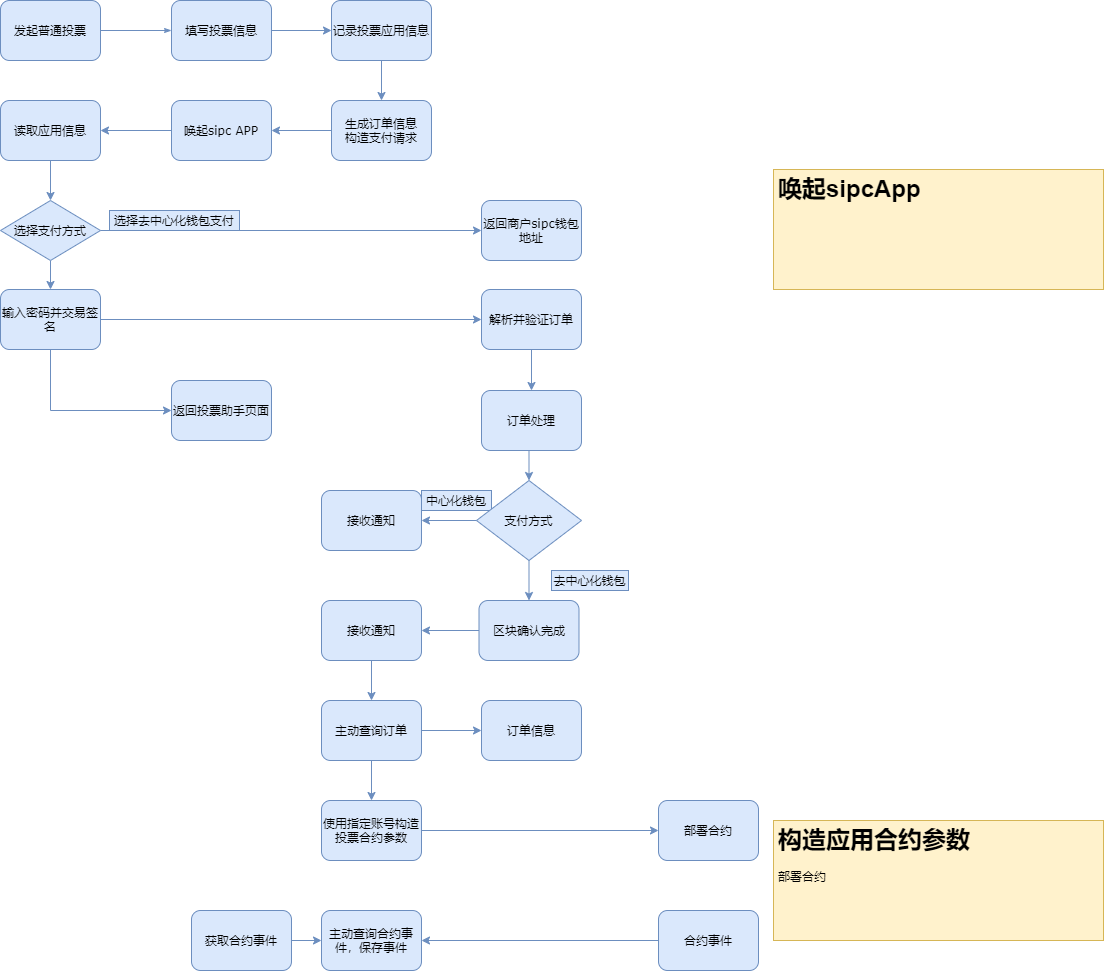 发起普通投票
填写投票信息
记录投票应用信息
读取应用信息
唤起sipc APP
生成订单信息
构造支付请求
唤起sipcApp
选择支付方式
选择去中心化钱包支付
返回商户sipc钱包
地址
输入密码并交易签
名
解析并验证订单
返回投票助手页面
订单处理
中心化钱包
接收通知
支付方式
去中心化钱包
接收通知
区块确认完成
主动查询订单
订单信息
使用指定账号构造
投票合约参数
部署合约
构造应用合约参数
部署合约
获取合约事件
主动查询合约事
件，保存事件
合约事件